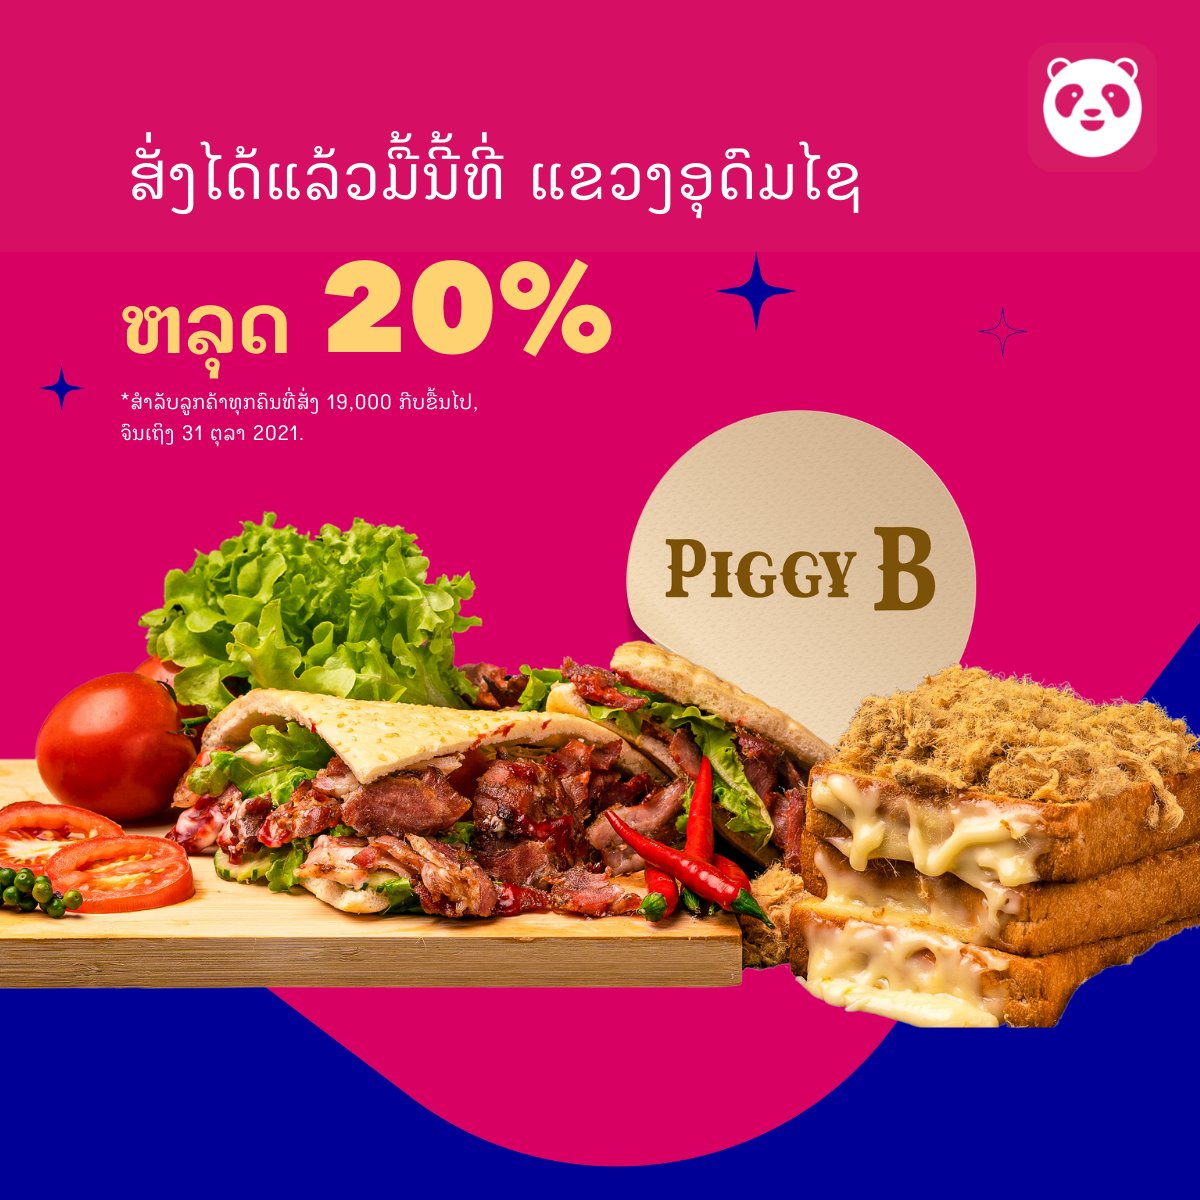 ສັ່ງໄດ້ແລ້ວມື້ນີ້ທີ່ ແຂວງອຸດົມໄຊ
ຫລຸດ 20%
*ສຳລັບລູກຄ້າທຸກຄົນທີ່ສັ່ງ 19,000 ກີບຂຶ້ນໄປ,
ຈົນເຖິງ 31 ຕຸລາ 2021.
PIGGY B